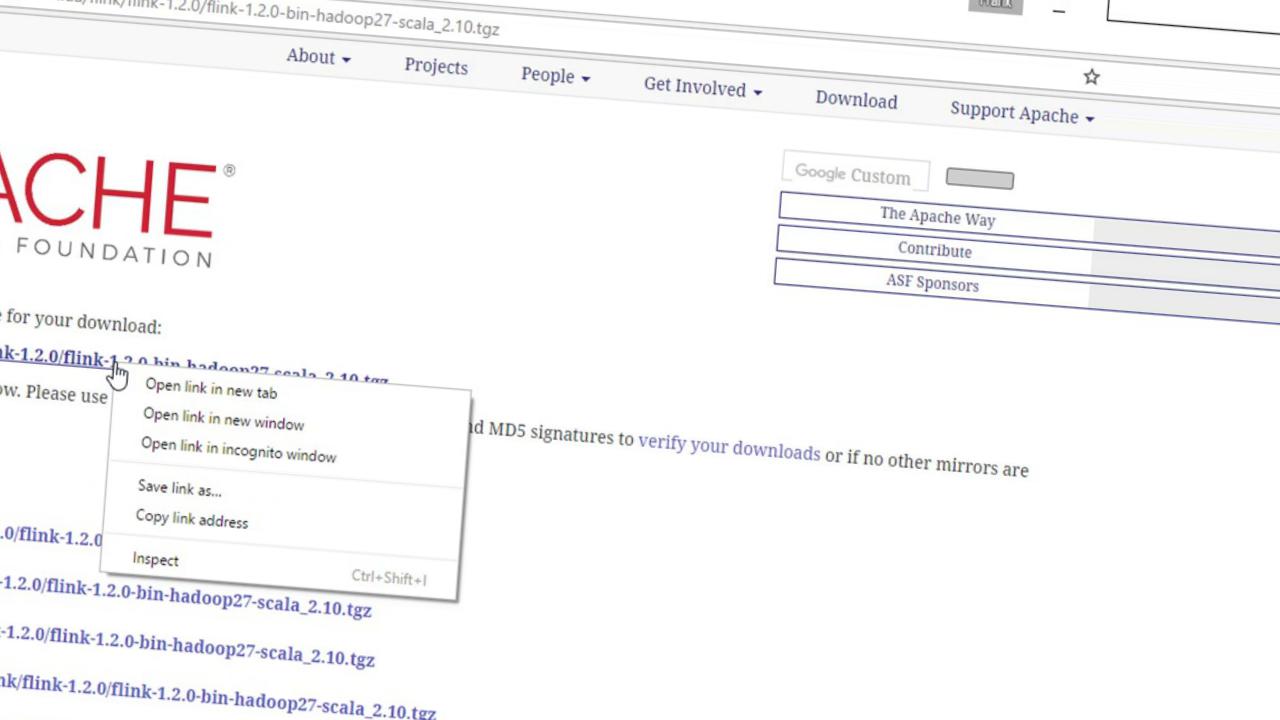 flink/flink-1.2.0/flink-1.2.0-bin-hadoop27-scala_2.10.tgz
Frank
About Projects People Get Involved Download Support Apache
ACHE®
FOUNDATION
Google Custom
The Apache Way
Contribute
ASF Sponsors
for your download:
nk-1.2.0/flink-1.2.0-bin-hadoop27-scala_2.10.tgz
ow. Please use
nd MD5 signatures to verify your downloads or if no other mirrors are
Open link in new tab
Open link in new window
Open link in incognito window
Save link as...
Copy link address
Inspect Ctrl+Shift+I
.0/flink-1.2.0
-1.2.0/flink-1.2.0-bin-hadoop27-scala_2.10.tgz
-1.2.0/flink-1.2.0-bin-hadoop27-scala_2.10.tgz
nk/flink-1.2.0/flink-1.2.0-bin-hadoop27-scala_2.10.tgz